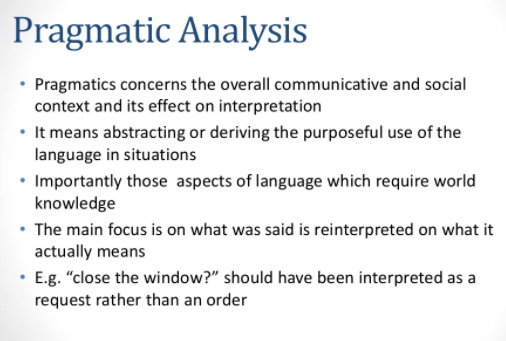 Pragmatic Analysis
• Pragmatics concerns the overall communicative and social
context and its effect on interpretation
• It means abstracting or deriving the purposeful use of the
language in situations
• Importantly those aspects of language which require world
knowledge
• The main focus is on what was said is reinterpreted on what it
actually means
• E.g. “close the window?” should have been interpreted as a
request rather than an order